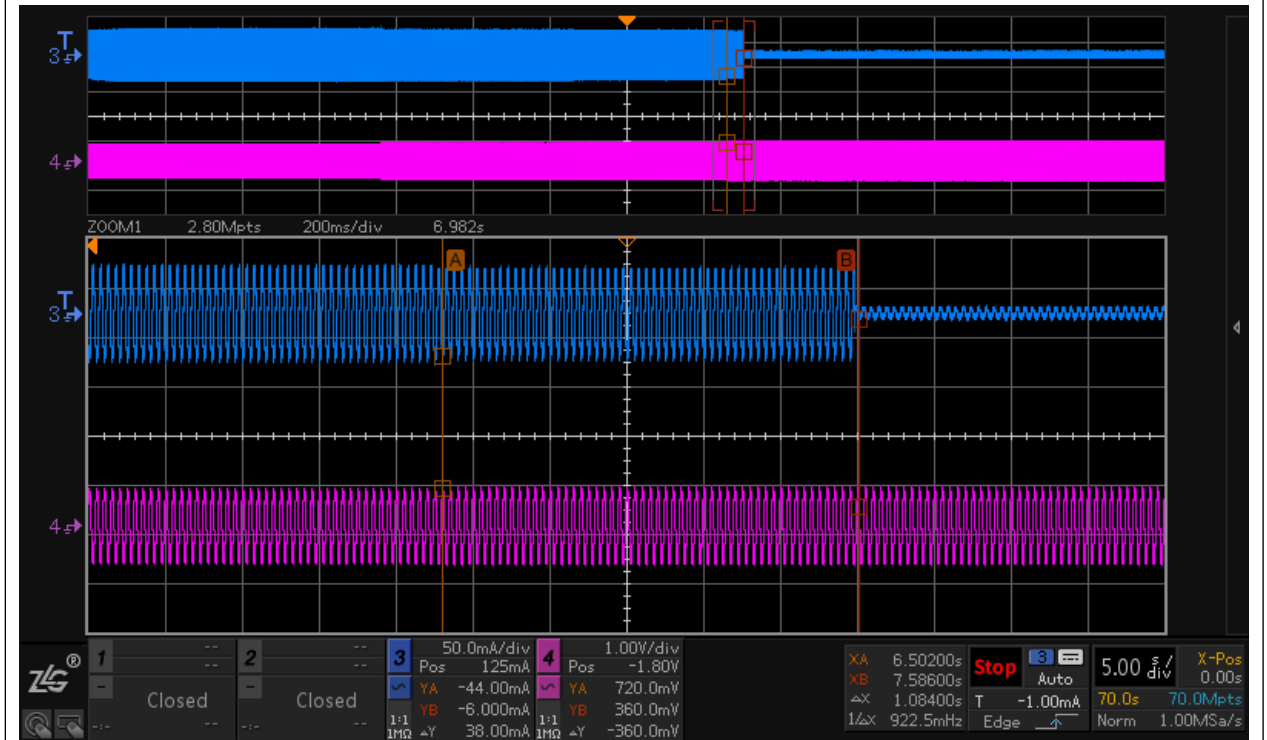 T
3
4
ZOOM1 2.80Mpts 200ms/div 6.982s
A B
T
3
4
ZLG®
1 -- --
-
Closed
-:- --
2 -- --
-
Closed
-:- --
3 50.0mA/div
Pos 125mA
YA -44.00mA
YB -6.000mA
1:1
1MΩ ⊿Y 38.00mA
4 1.00V/div
Pos -1.80V
YA 720.0mV
YB 360.0mV
1:1
1MΩ ⊿Y -360.0mV
XA 6.50200s
XB 7.58600s
⊿X 1.08400s
1/⊿X 922.5mHz
Stop 3
Auto
T -1.00mA
Edge
5.00 s/div
X-Pos
0.00s
70.0s 70.0Mpts
Norm 1.00MSa/s